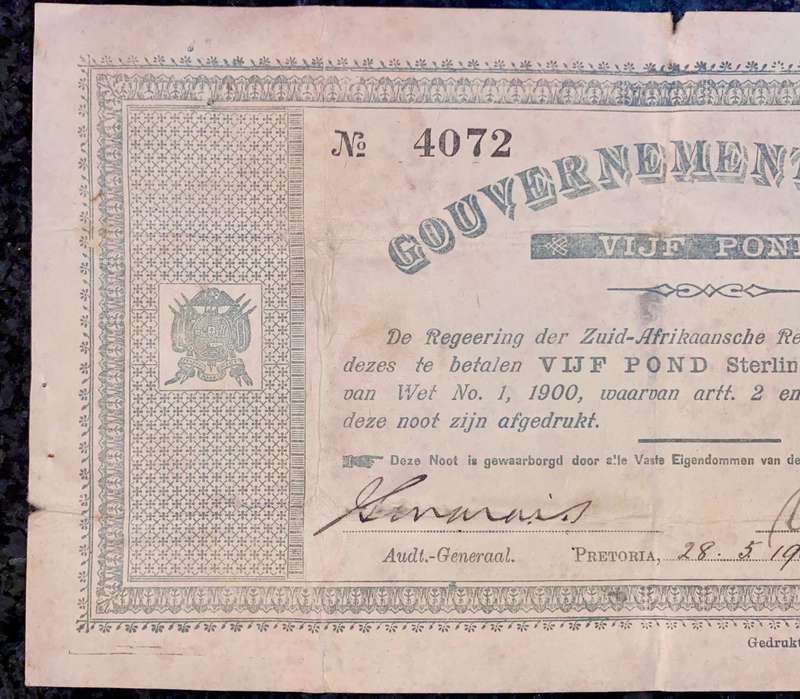 № 4072
GOUVERNEMENT
VIJF POND
De Regeering der Zuid-Afrikaansche Re
dezes te betalen VIJF POND Sterlin
van Wet No. 1, 1900, waarvan artt. 2 en
deze noot zijn afgedrukt.
Deze Noot is gewaarborgd door alle Vaste Eigendommen van de
Audt.-Generaal. PRETORIA, 28. 5. 19
Gedrukt